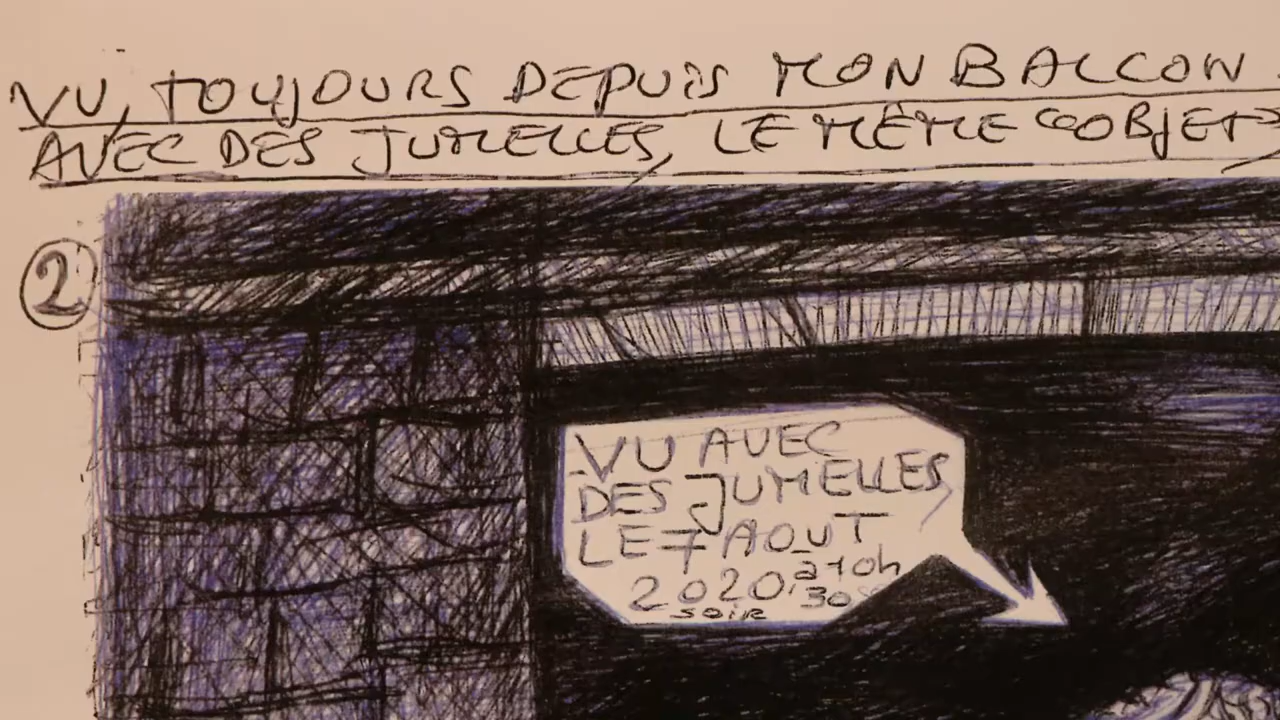 VU, TOUJOURS DEPUIS MON BALCON
AVEC DES JUMELLES, LE MÊME "OBJET"
2
VU AVEC
DES JUMELLES,
LE 7 AOUT
2020, à 10h
30
soir